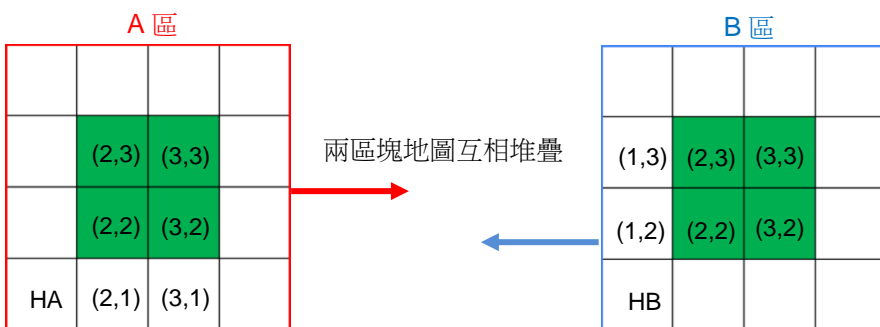 A 區
B 區
(2,3) (3,3)
兩區塊地圖互相堆疊
(1,3) (2,3) (3,3)
(2,2) (3,2)
(1,2) (2,2) (3,2)
HA (2,1) (3,1)
HB